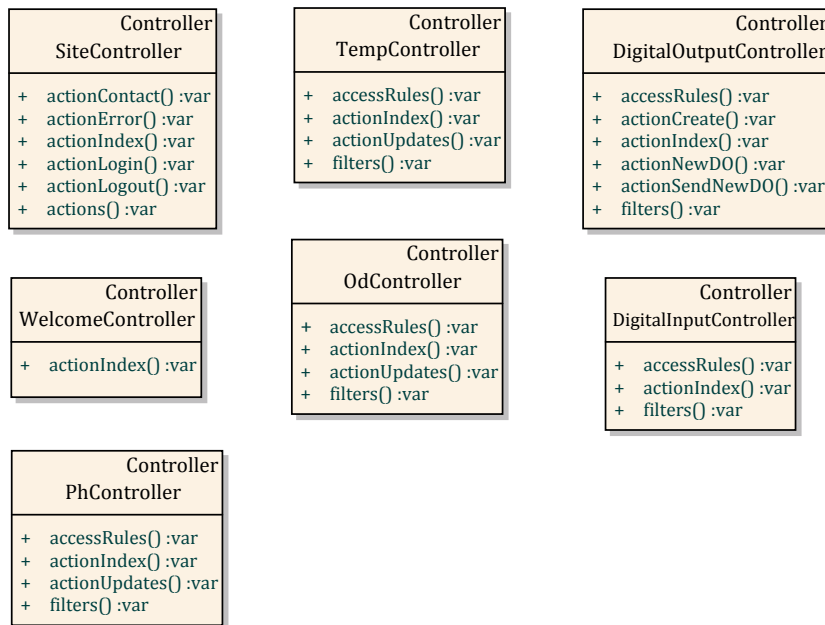 Controller
SiteController
+ actionContact() :var
+ actionError() :var
+ actionIndex() :var
+ actionLogin() :var
+ actionLogout() :var
+ actions() :var
Controller
TempController
+ accessRules() :var
+ actionIndex() :var
+ actionUpdates() :var
+ filters() :var
Controller
DigitalOutputController
+ accessRules() :var
+ actionCreate() :var
+ actionIndex() :var
+ actionNewDO() :var
+ actionSendNewDO() :var
+ filters() :var
Controller
WelcomeController
+ actionIndex() :var
Controller
OdController
+ accessRules() :var
+ actionIndex() :var
+ actionUpdates() :var
+ filters() :var
Controller
DigitalInputController
+ accessRules() :var
+ actionIndex() :var
+ filters() :var
Controller
PhController
+ accessRules() :var
+ actionIndex() :var
+ actionUpdates() :var
+ filters() :var